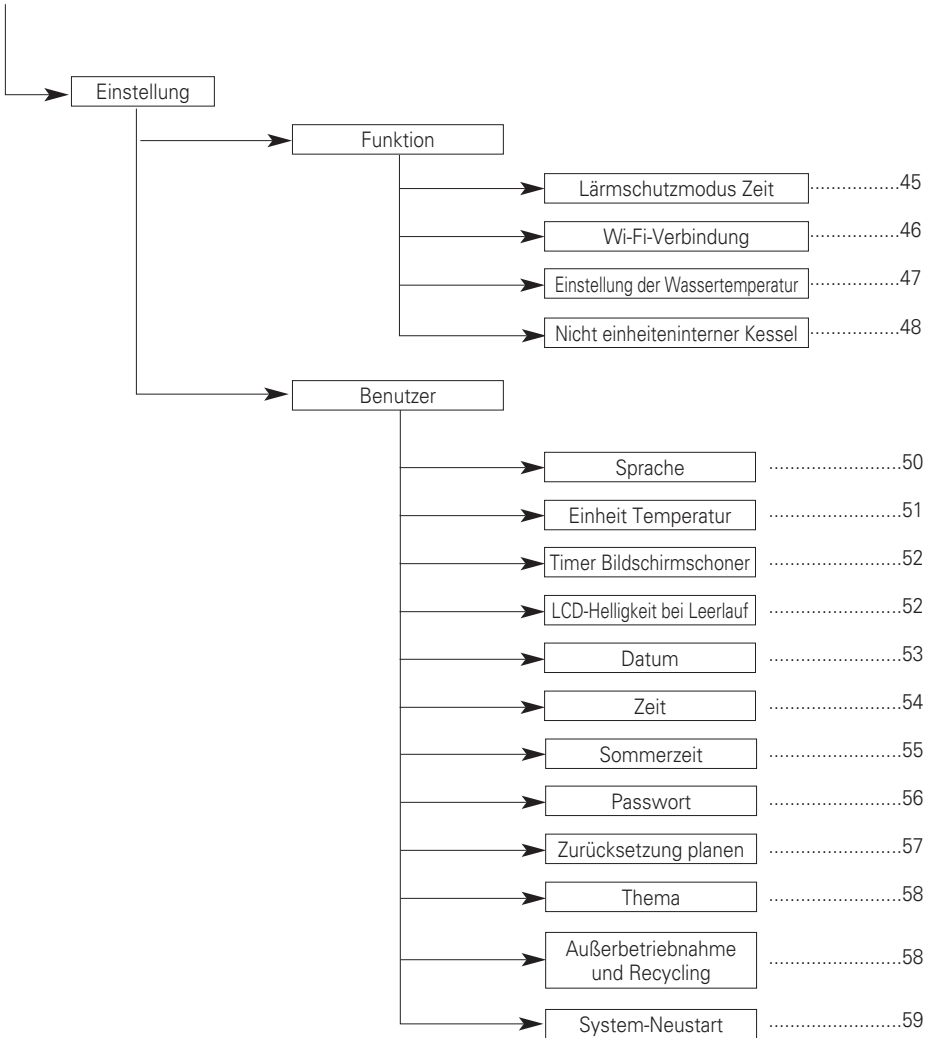 Einstellung
Funktion
Lärmschutzmodus Zeit ................45
Wi-Fi-Verbindung ................46
Einstellung der Wassertemperatur ................47
Nicht einheiteninterner Kessel ................48
Benutzer
Sprache ........................50
Einheit Temperatur ........................51
Timer Bildschirmschoner ........................52
LCD-Helligkeit bei Leerlauf ........................52
Datum ........................53
Zeit ........................54
Sommerzeit ........................55
Passwort ........................56
Zurücksetzung planen ........................57
Thema ........................58
Außerbetriebnahme
und Recycling ........................58
System-Neustart ........................59